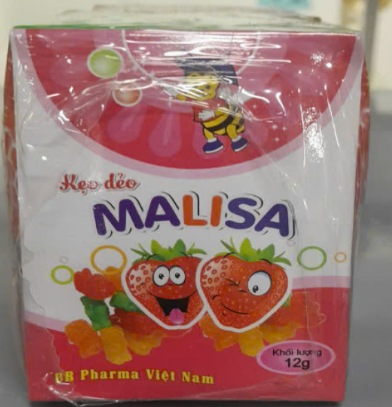 Kẹo dẻo
MALISA
Khối lượng
12g
Pharma Việt Nam